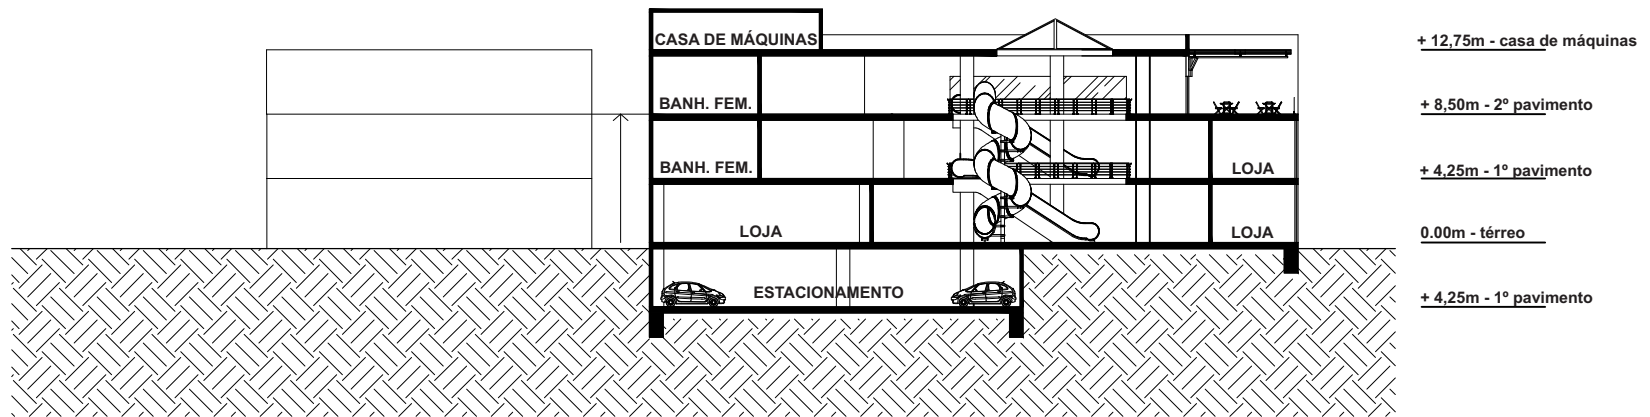 CASA DE MÁQUINAS
+ 12,75m - casa de máquinas
BANH. FEM.
+ 8,50m - 2º pavimento
BANH. FEM.
LOJA
+ 4,25m - 1º pavimento
LOJA
LOJA
0.00m - térreo
ESTACIONAMENTO
+ 4,25m - 1º pavimento